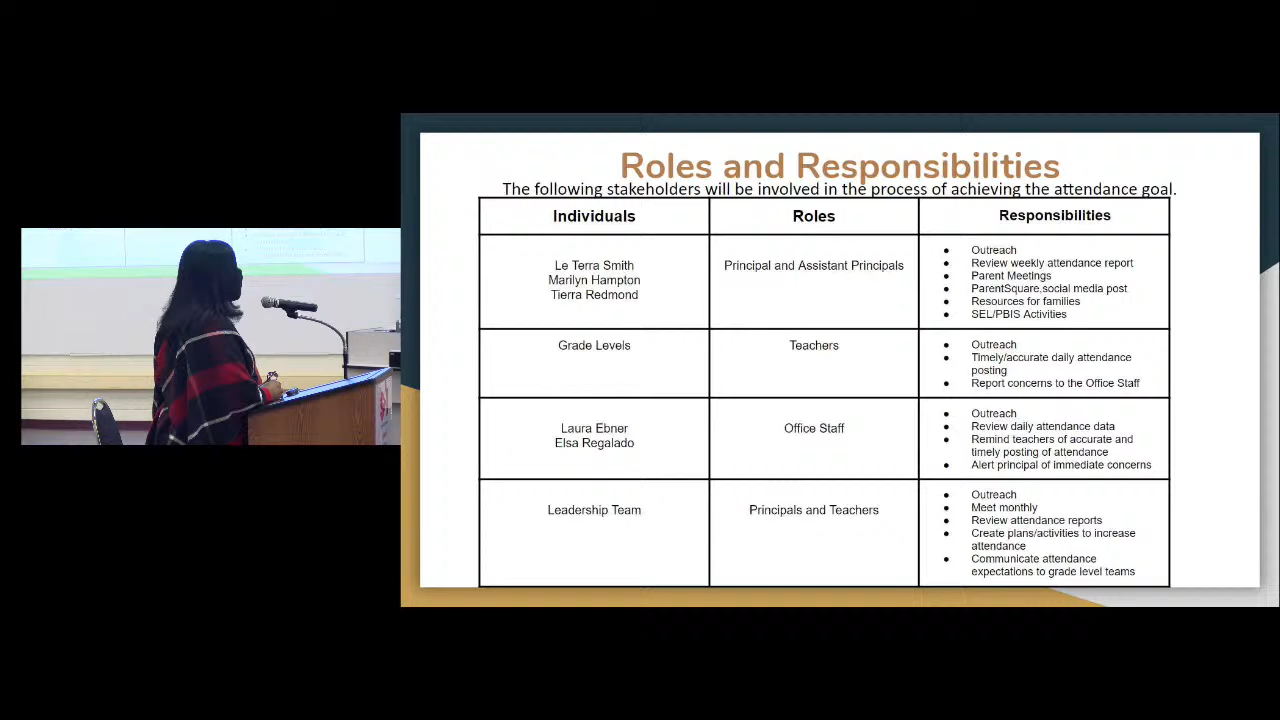 Roles and Responsibilities
The following stakeholders will be involved in the process of achieving the attendance goal.
Individuals
Roles
Responsibilities
Le Terra Smith
Marilyn Hampton
Tierra Redmond
Principal and Assistant Principals
● Outreach
● Review weekly attendance report
● Parent Meetings
● ParentSquare,social media post
● Resources for families
● SEL/PBIS Activities
Grade Levels
Teachers
● Outreach
● Timely/accurate daily attendance
posting
● Report concerns to the Office Staff
Laura Ebner
Elsa Regalado
Office Staff
● Outreach
● Review daily attendance data
● Remind teachers of accurate and
timely posting of attendance
● Alert principal of immediate concerns
Leadership Team
Principals and Teachers
● Outreach
● Meet monthly
● Review attendance reports
● Create plans/activities to increase
attendance
● Communicate attendance
expectations to grade level teams